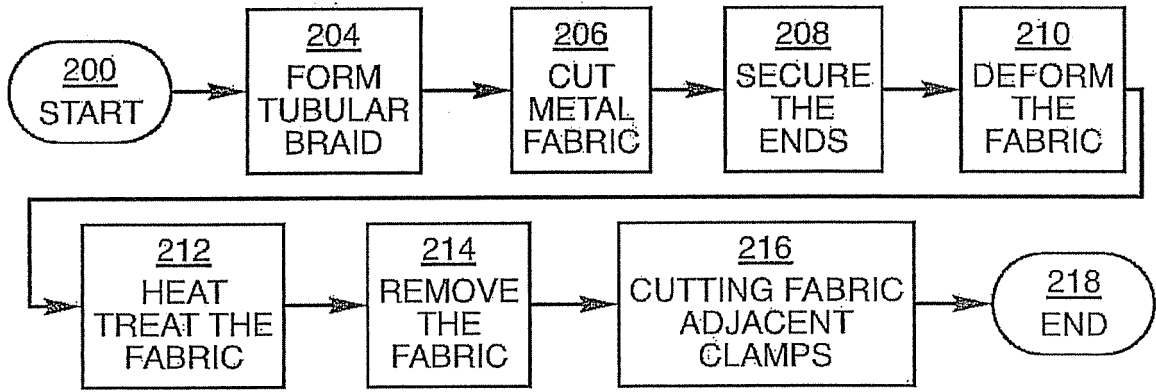 200
START
204
FORM
TUBULAR
BRAID
206
CUT
METAL
FABRIC
208
SECURE
THE
ENDS
210
DEFORM
THE
FABRIC
212
HEAT
TREAT THE
FABRIC
214
REMOVE
THE
FABRIC
216
CUTTING FABRIC
ADJACENT
CLAMPS
218
END